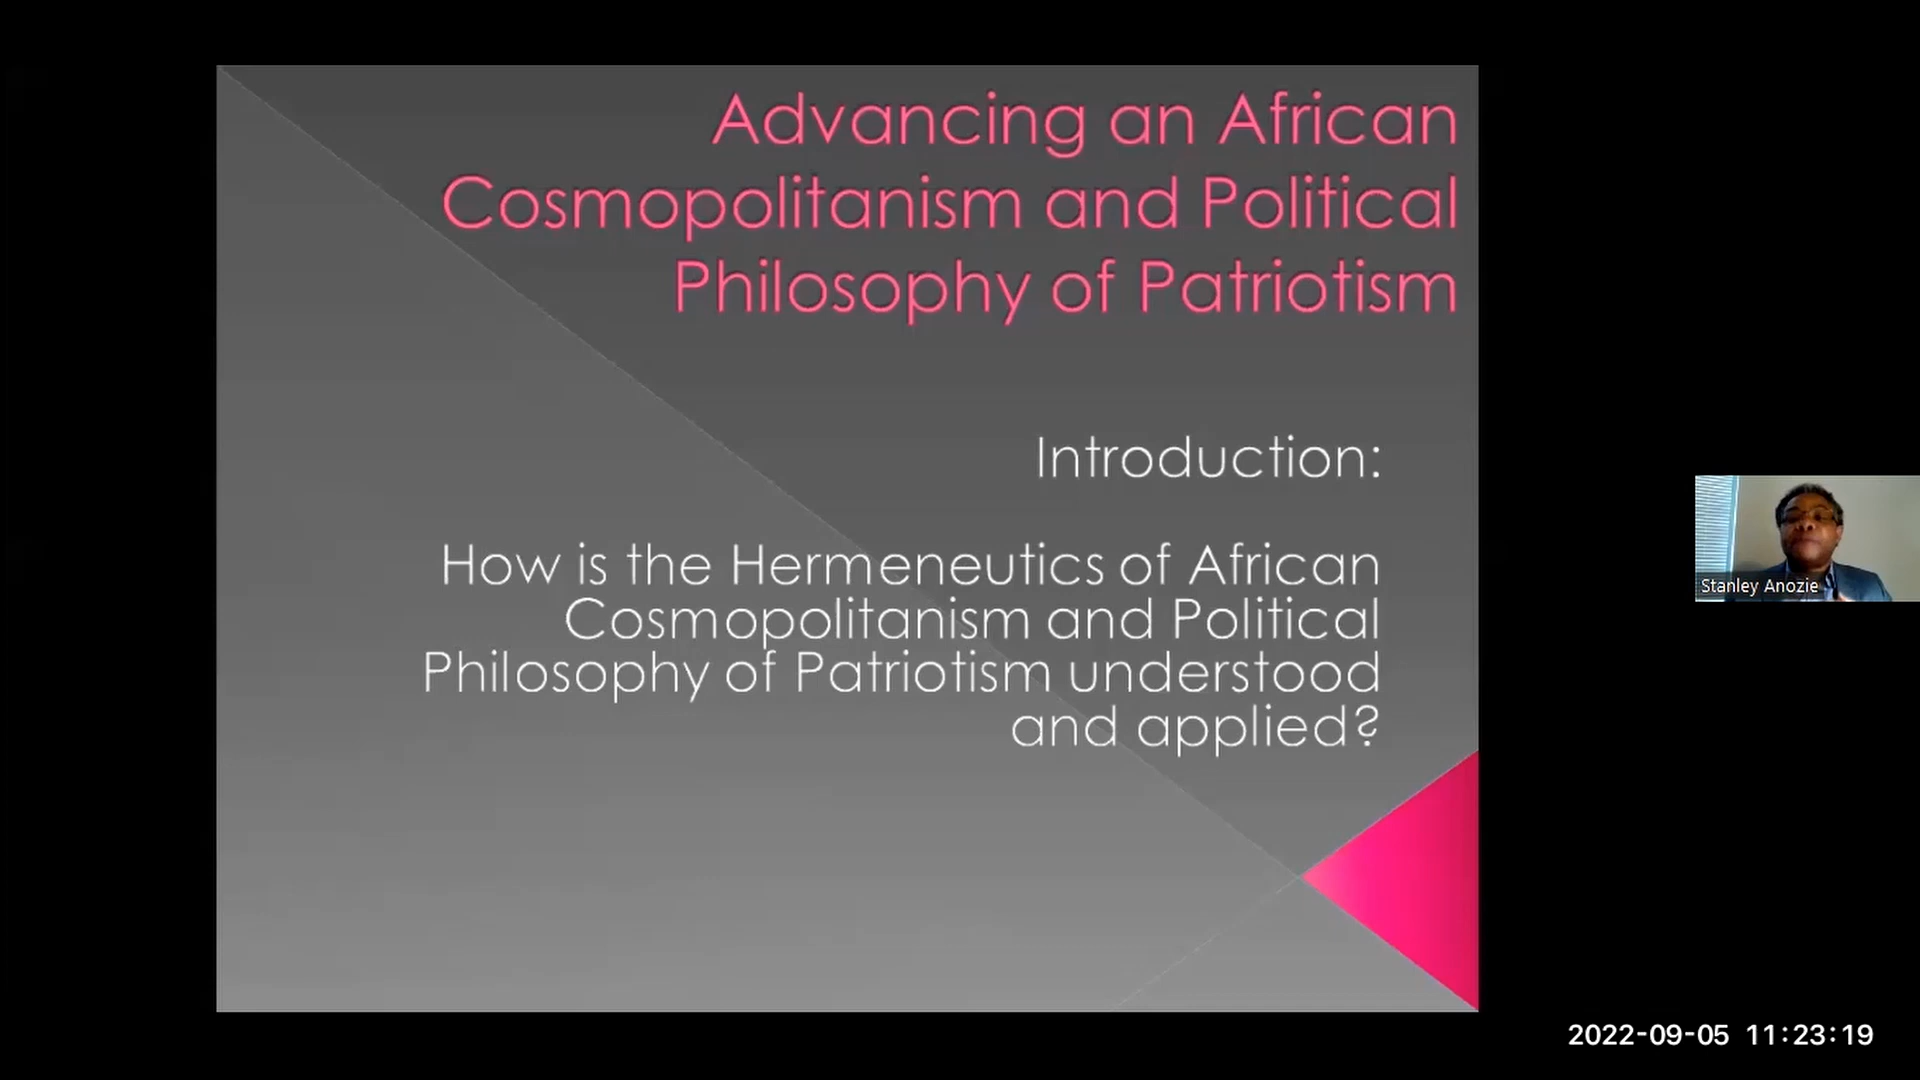 Advancing an African
Cosmopolitanism and Political
Philosophy of Patriotism
Introduction:
How is the Hermeneutics of African
Cosmopolitanism and Political
Philosophy of Patriotism understood
and applied?
Stanley Anozie
2022-09-05 11:23:19